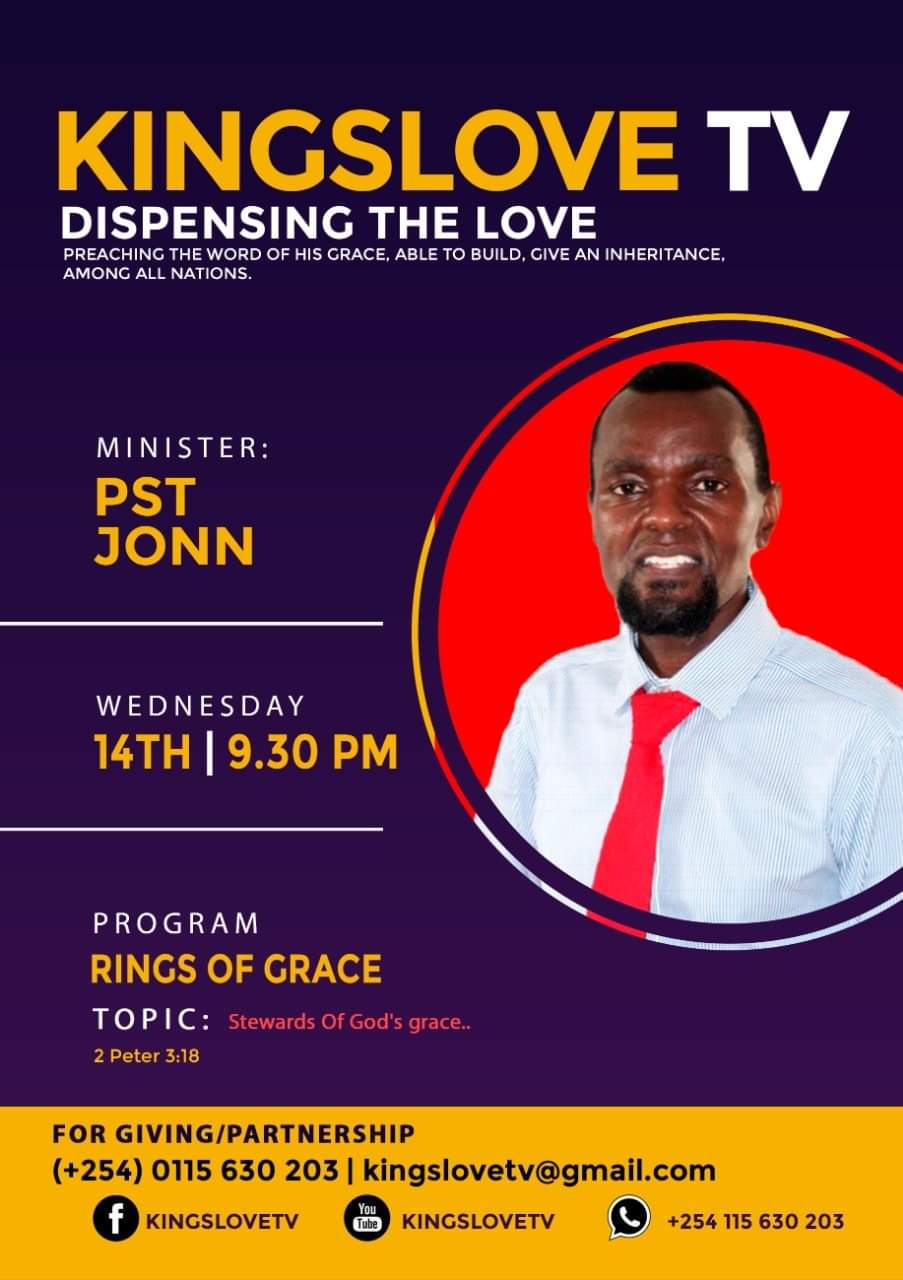 KINGSLOVE TV
DISPENSING THE LOVE
PREACHING THE WORD OF HIS GRACE, ABLE TO BUILD, GIVE AN INHERITANCE,
AMONG ALL NATIONS.
MINISTER:
PST
JONN
WEDNESDAY
14TH | 9.30 PM
PROGRAM
RINGS OF GRACE
TOPIC: Stewards Of God's grace..
2 Peter 3:18
FOR GIVING/PARTNERSHIP
(+254) 0115 630 203 | kingslovetv@gmail.com
f KINGSLOVETV You Tube KINGSLOVETV +254 115 630 203